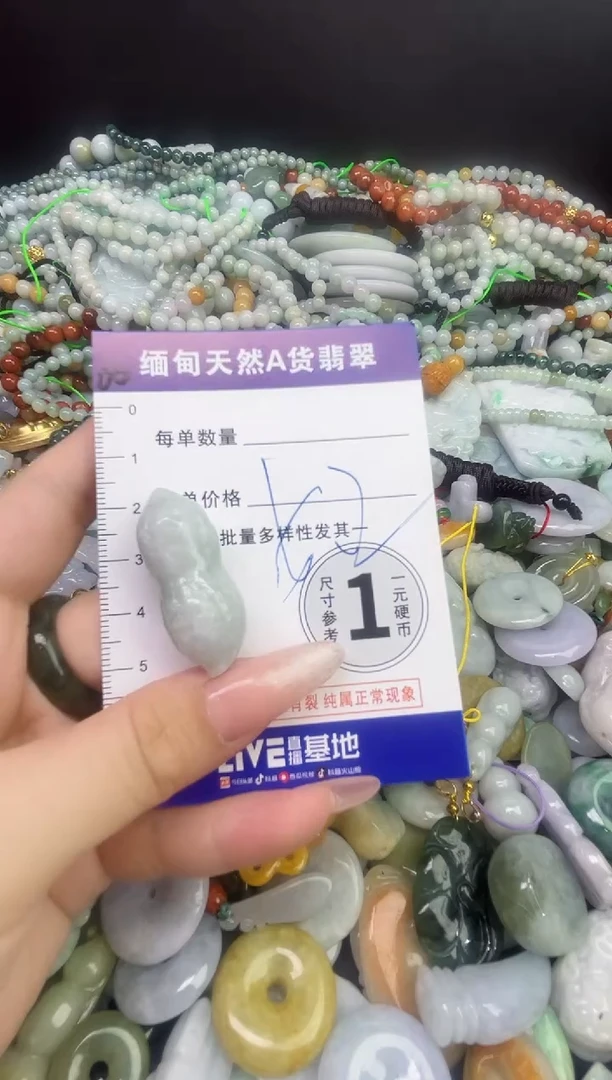 缅甸天然A货翡翠
0
每单数量
1
单价格
2
批量多样性发其一
3
尺寸参考
1
一元硬币
4
5
有裂 纯属正常现象
LIVE直播基地